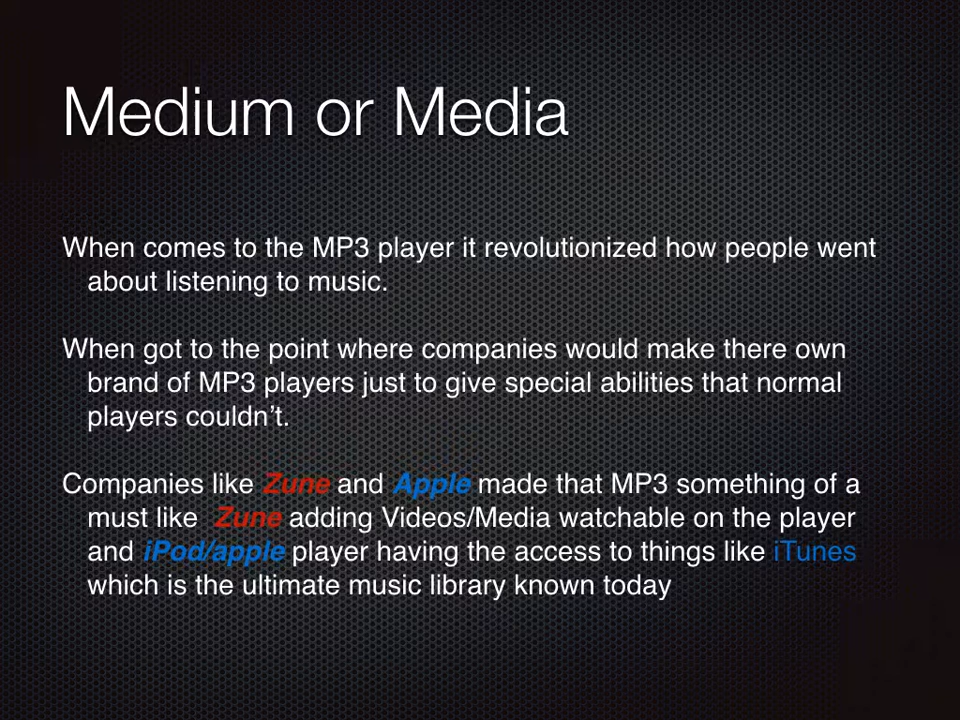 Medium or Media
When comes to the MP3 player it revolutionized how people went
about listening to music.
When got to the point where companies would make there own
brand of MP3 players just to give special abilities that normal
players couldn’t.
Companies like Zune and Apple made that MP3 something of a
must like Zune adding Videos/Media watchable on the player
and iPod/apple player having the access to things like iTunes
which is the ultimate music library known today